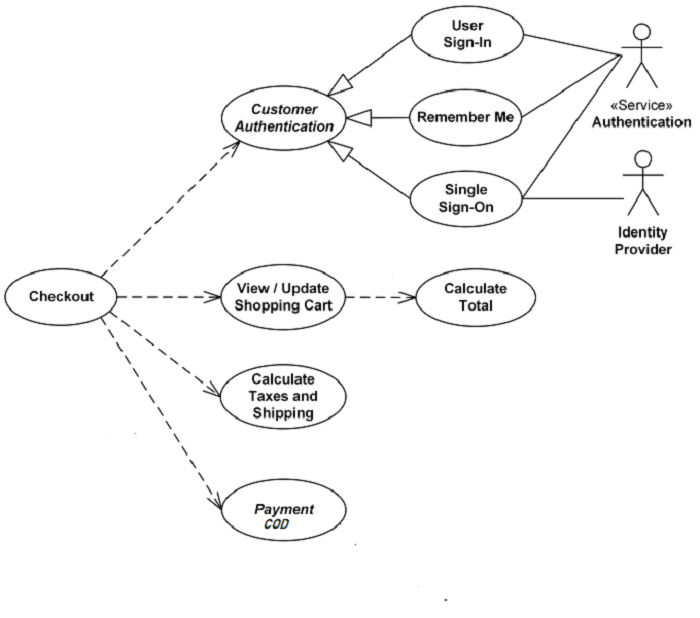 User
Sign-In
Customer
Authentication
Remember Me
«Service»
Authentication
Single
Sign-On
Identity
Provider
Checkout
View / Update
Shopping Cart
Calculate
Total
Calculate
Taxes and
Shipping
Payment
COD